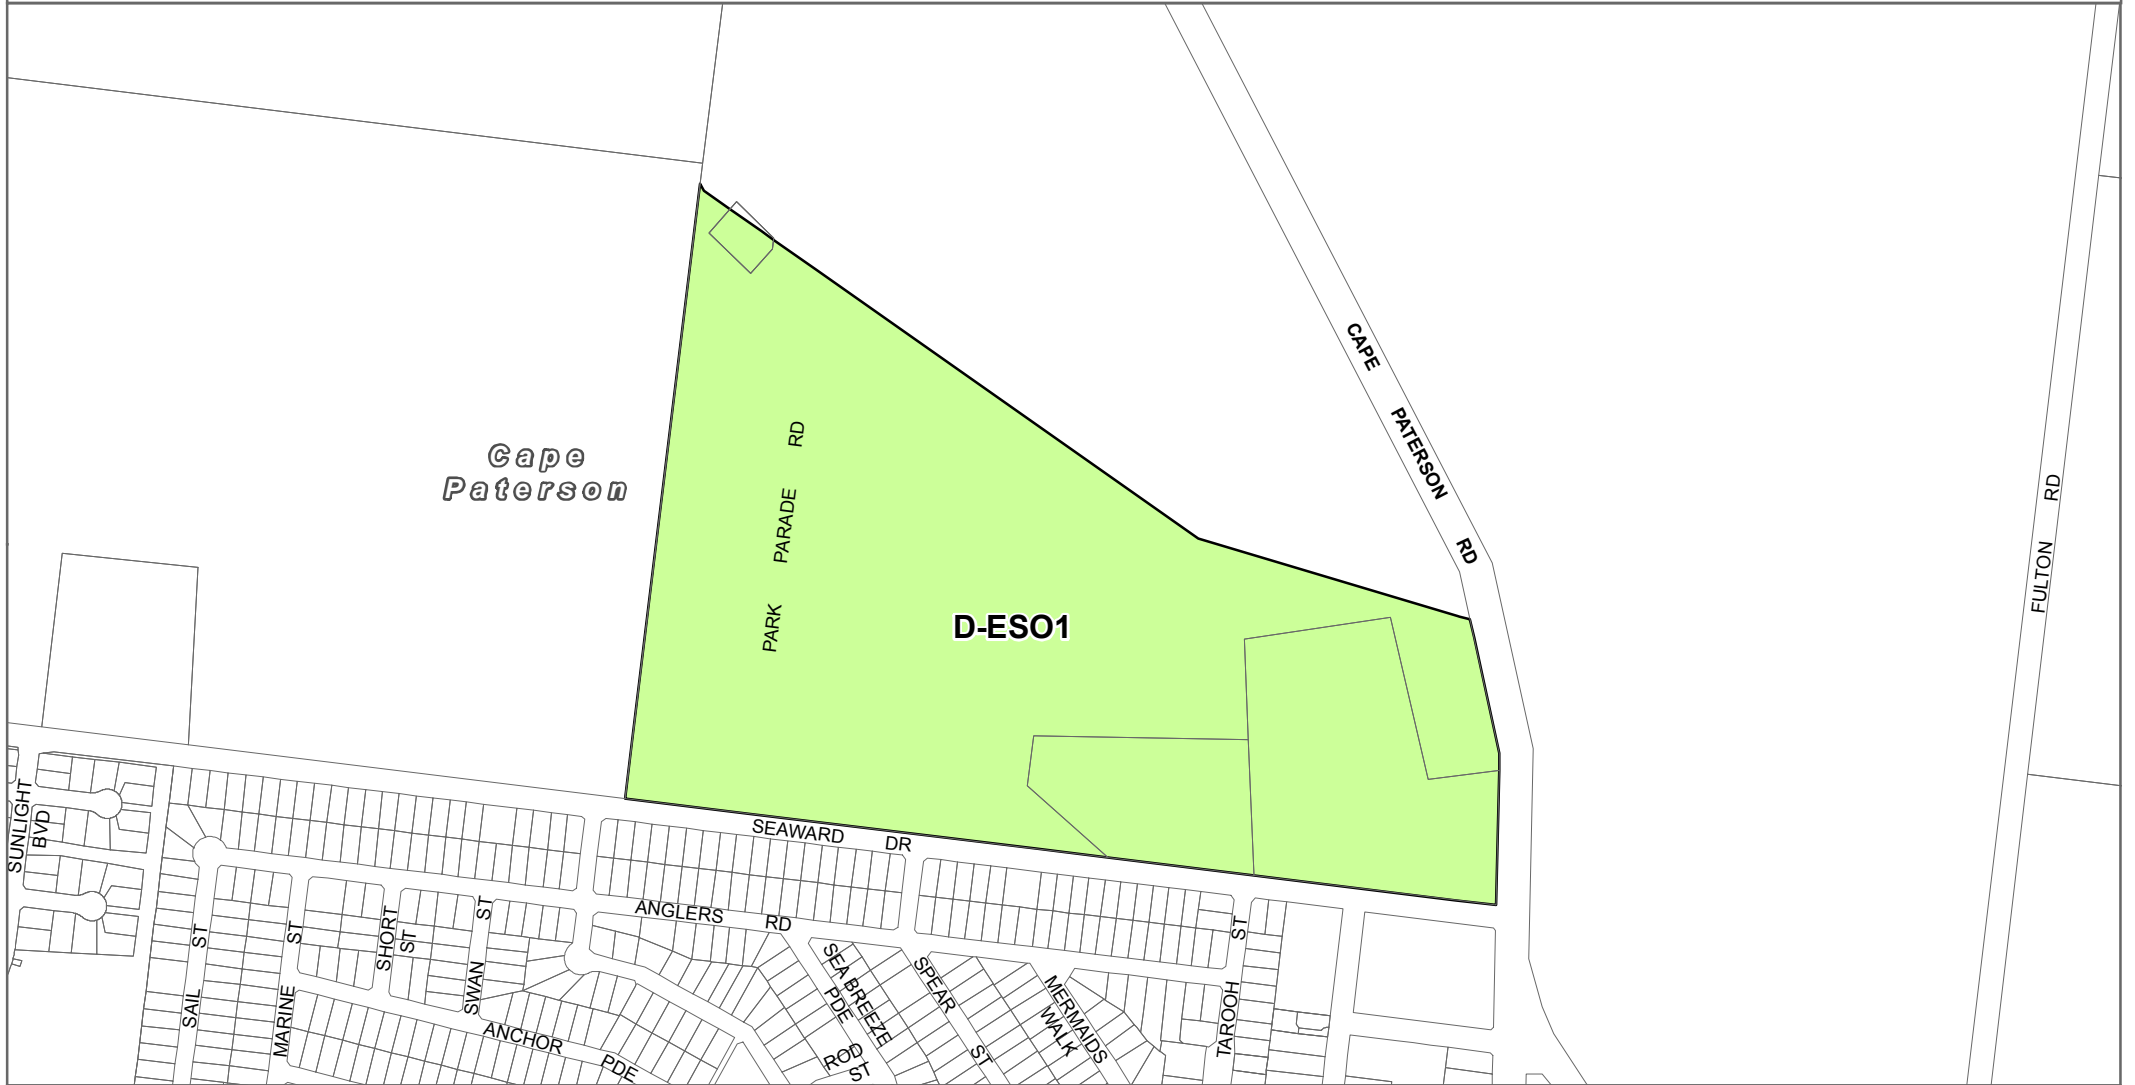 CAPE PATERSON RD
Cape
Paterson
PARK PARADE RD
D-ESO1
FULTON RD
SEAWARD DR
SUNLIGHT
BVD
ANGLERS RD
SAIL ST
MARINE ST
SHORT
ST
SWAN ST
ANCHOR PDE
SEA BREEZE
PDE
ROD
ST
SPEAR ST
MERMAIDS
WALK
TAROOH ST